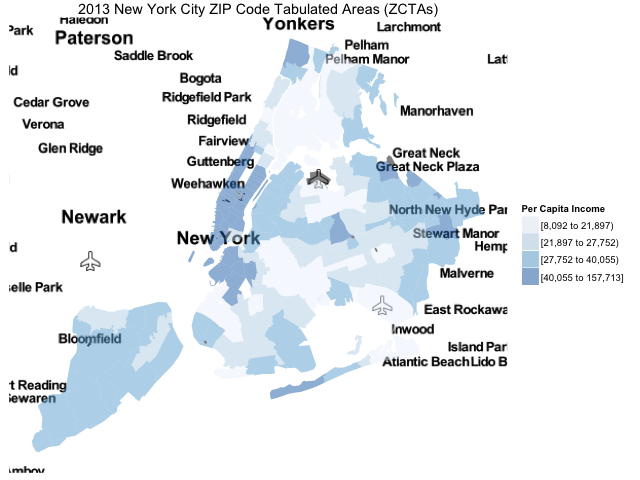 2013 New York City ZIP Code Tabulated Areas (ZCTAs)
Haledon
Yonkers
Park
Paterson
Larchmont
Pelham
Saddle Brook
Pelham Manor
Bogota
Cedar Grove
Ridgefield Park
Manorhaven
Verona
Ridgefield
Glen Ridge
Fairview
Great Neck
Guttenberg
Great Neck Plaza
Weehawken
Newark
North New Hyde Par
New York
Stewart Manor
Hemp
Malverne
selle Park
East Rockawa
Inwood
Bloomfield
Island Par
Atlantic Beach
Lido B
rt Reading
Sewaren
Amboy
Per Capita Income
[8,092 to 21,897)
[21,897 to 27,752)
[27,752 to 40,055)
[40,055 to 157,713]